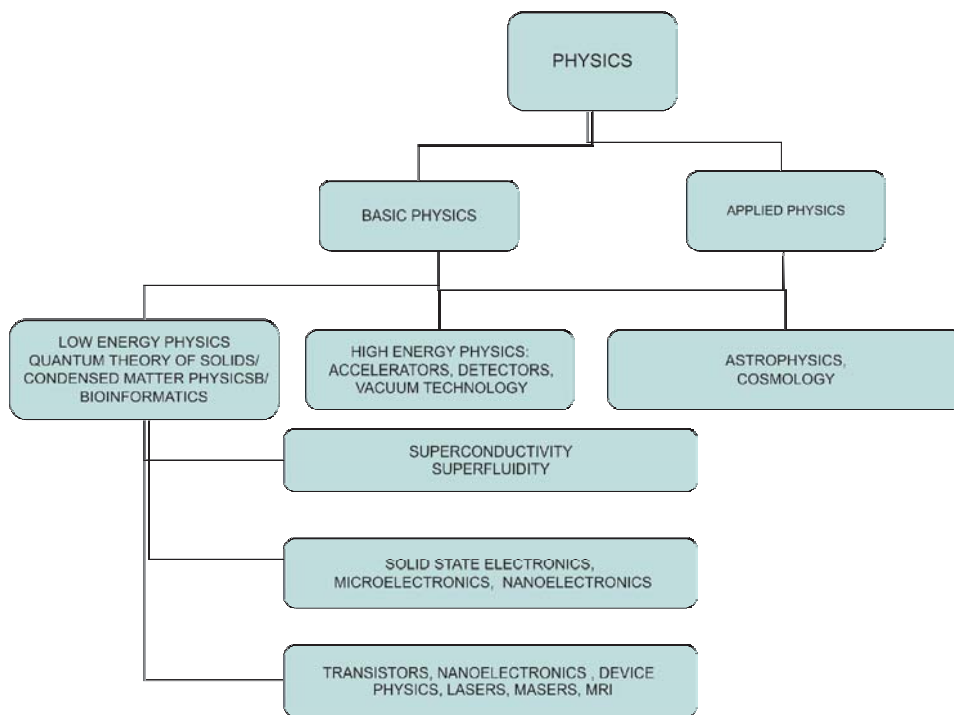 PHYSICS
BASIC PHYSICS
APPLIED PHYSICS
LOW ENERGY PHYSICS
QUANTUM THEORY OF SOLIDS/
CONDENSED MATTER PHYSICSB/
BIOINFORMATICS
HIGH ENERGY PHYSICS:
ACCELERATORS, DETECTORS,
VACUUM TECHNOLOGY
ASTROPHYSICS,
COSMOLOGY
SUPERCONDUCTIVITY
SUPERFLUIDITY
SOLID STATE ELECTRONICS,
MICROELECTRONICS, NANOELECTRONICS
TRANSISTORS, NANOELECTRONICS , DEVICE
PHYSICS, LASERS, MASERS, MRI